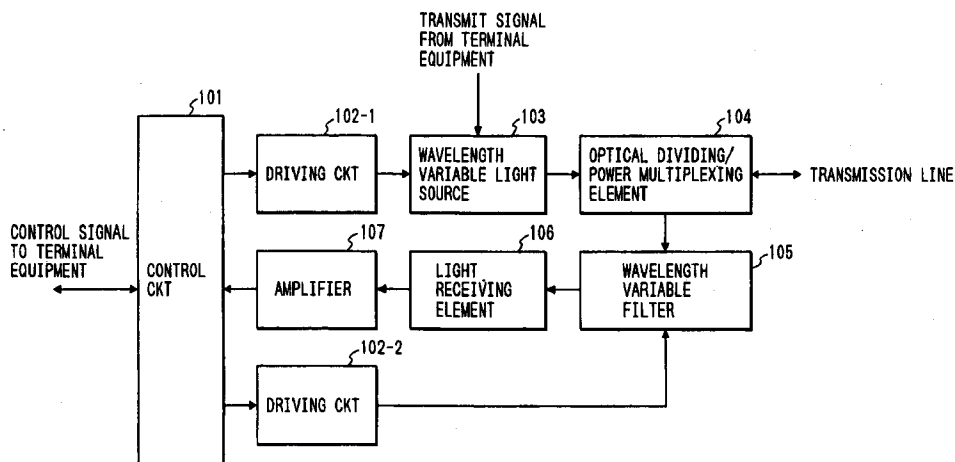 TRANSMIT SIGNAL
FROM TERMINAL
EQUIPMENT
101
102-1
103
104
DRIVING CKT
WAVELENGTH
VARIABLE LIGHT
SOURCE
OPTICAL DIVIDING/
POWER MULTIPLEXING
ELEMENT
TRANSMISSION LINE
CONTROL SIGNAL
TO TERMINAL
EQUIPMENT
CONTROL
CKT
107
106
105
AMPLIFIER
LIGHT
RECEIVING
ELEMENT
WAVELENGTH
VARIABLE
FILTER
102-2
DRIVING CKT